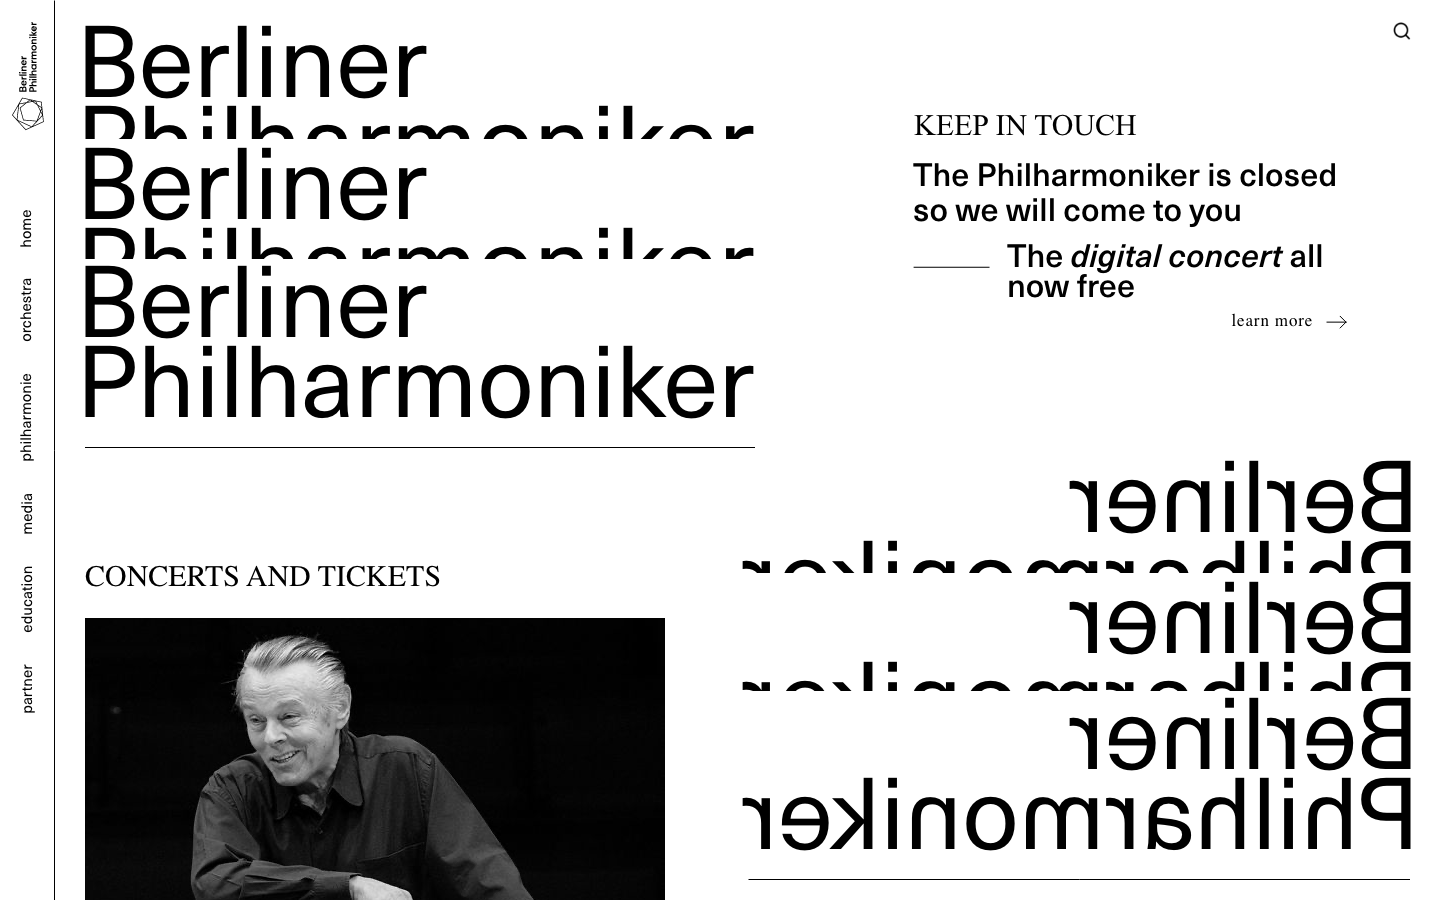 Berliner
Philharmoniker
home
orchestra
philharmonie
media
education
partner
Berliner
Philharmoniker
Berliner
Philharmoniker
Berliner
Philharmoniker
KEEP IN TOUCH
The Philharmoniker is closed
so we will come to you
The digital concert all
now free
learn more
CONCERTS AND TICKETS
Berliner
Philharmoniker
Berliner
Philharmoniker
Berliner
Philharmoniker